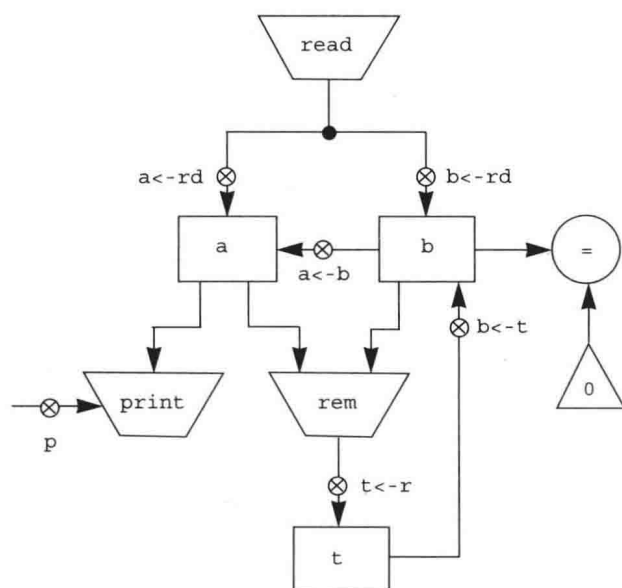 read
a<-rd
b<-rd
a
b
=
a<-b
b<-t
print
rem
0
p
t<-r
t